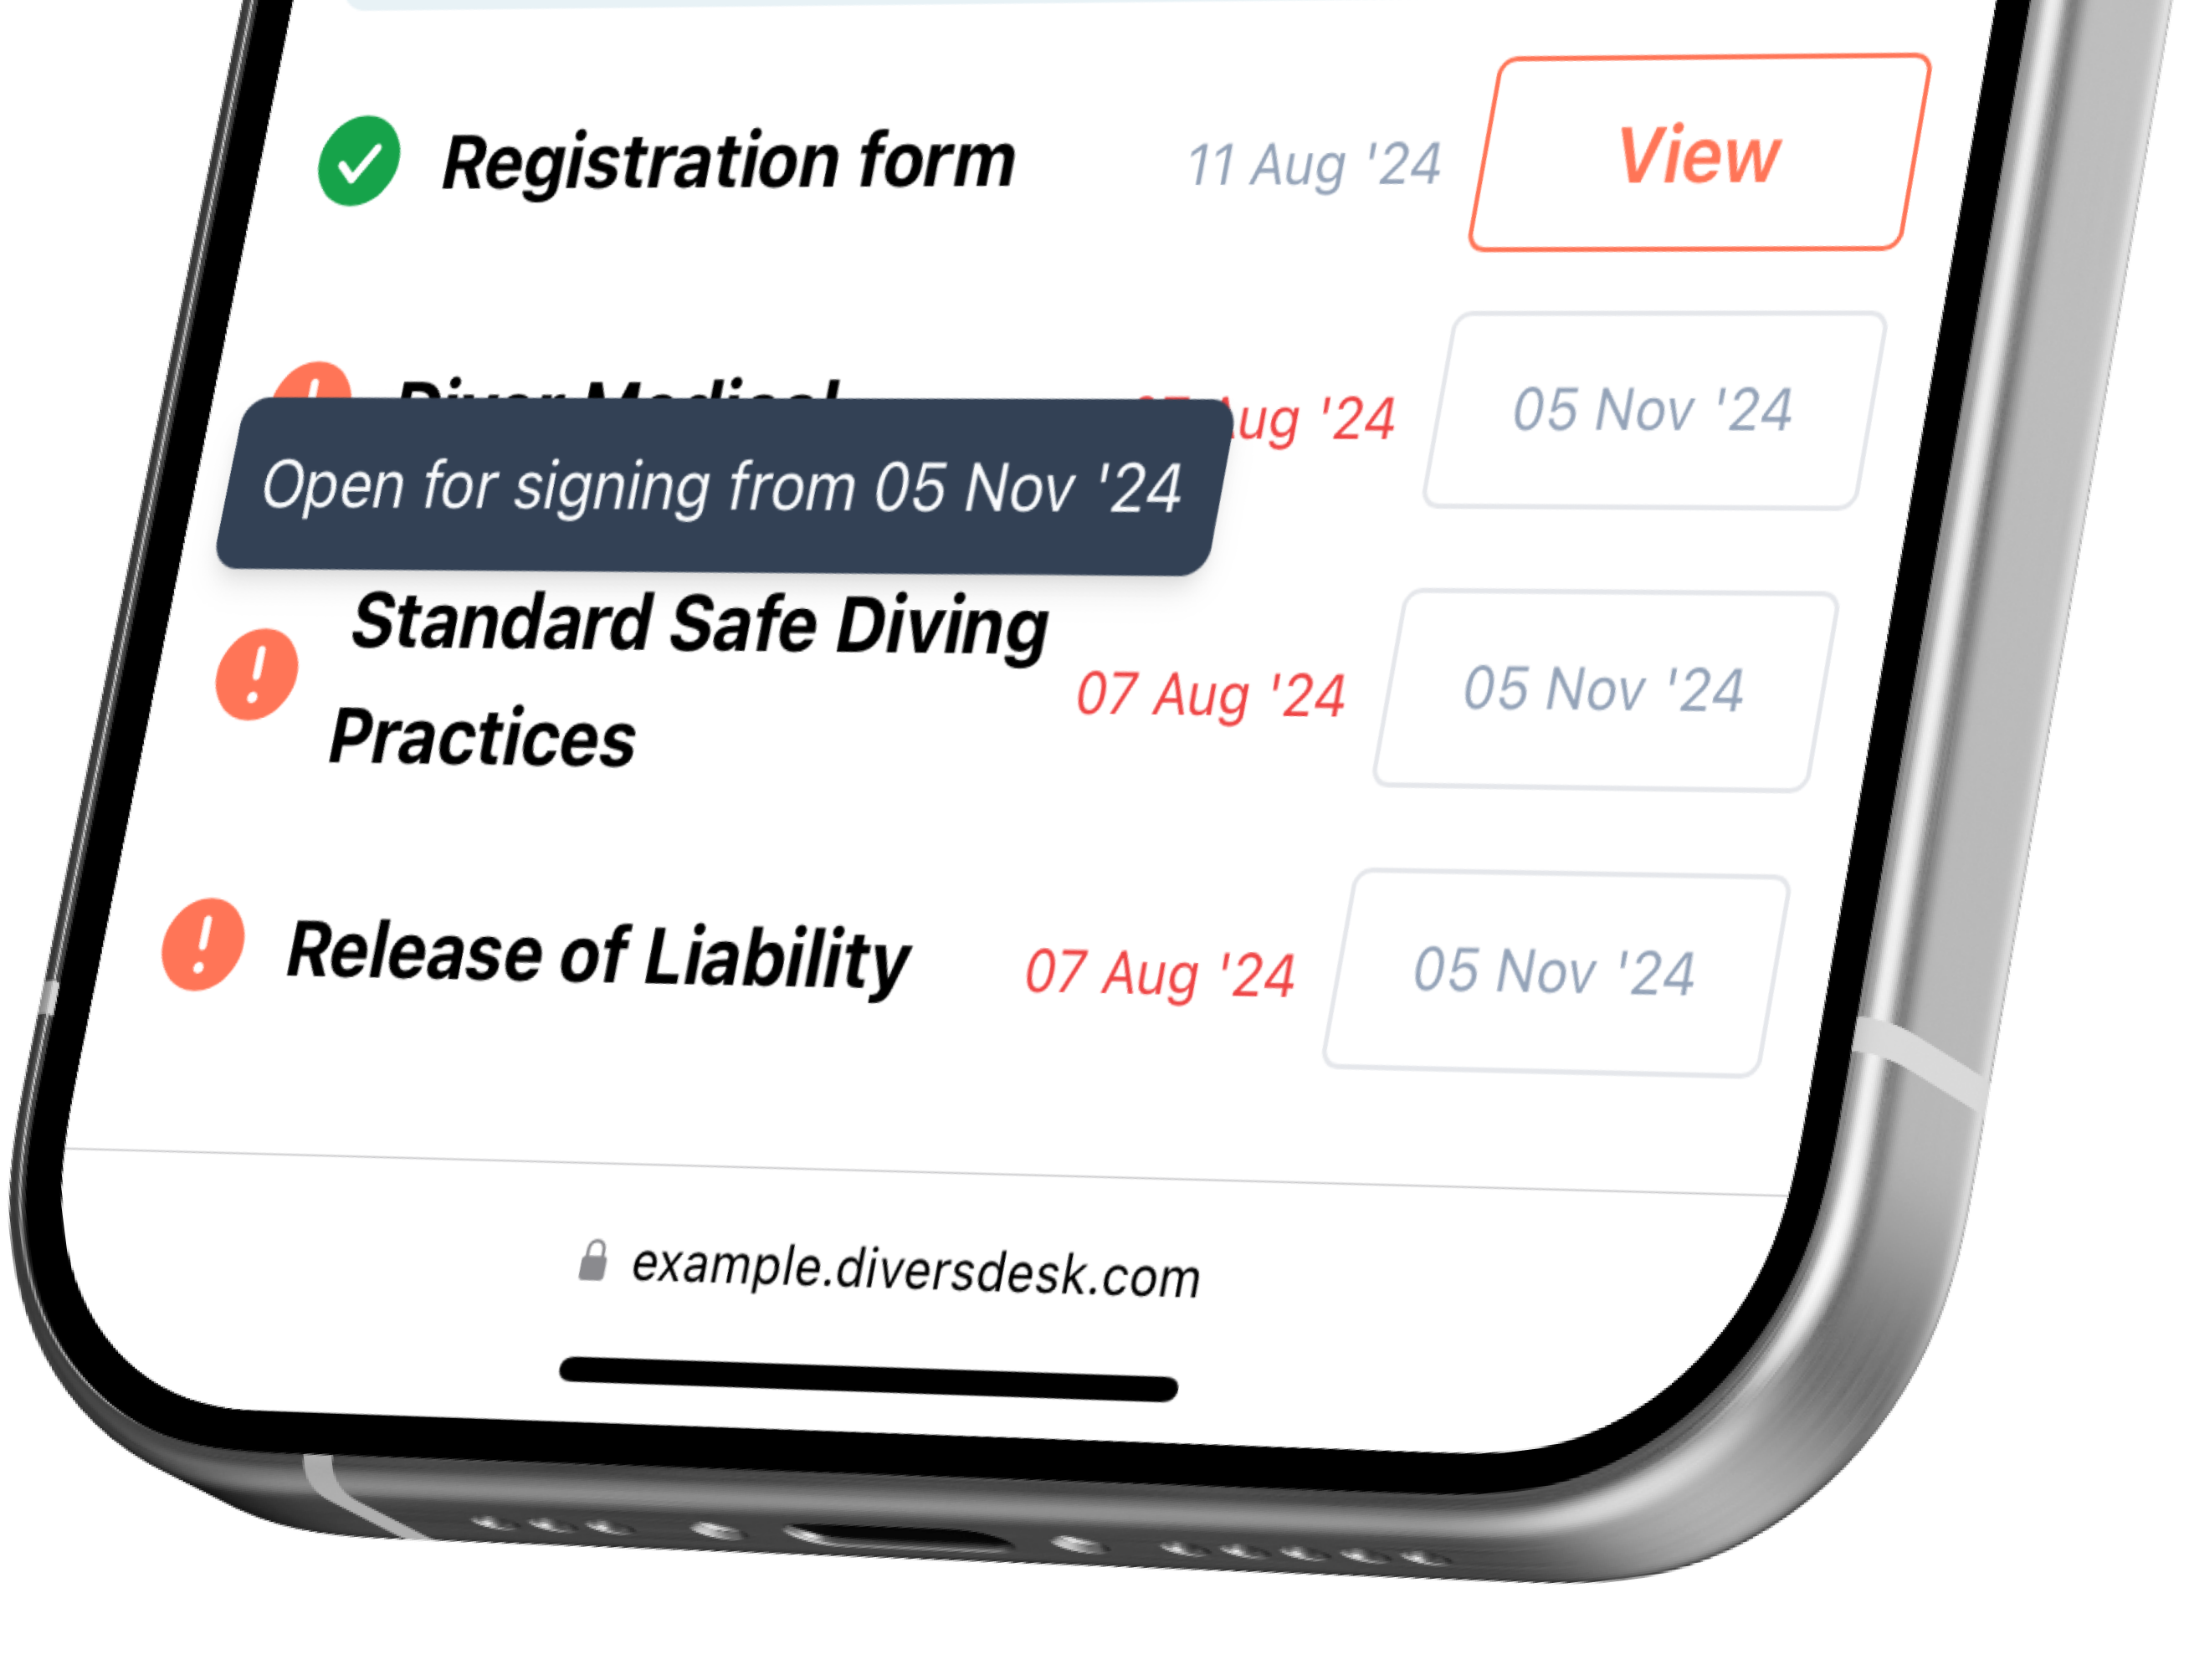 Registration form 11 Aug '24 View
Diver Medical Aug '24 05 Nov '24
Open for signing from 05 Nov '24
Standard Safe Diving
Practices 07 Aug '24 05 Nov '24
Release of Liability 07 Aug '24 05 Nov '24
example.diversdesk.com